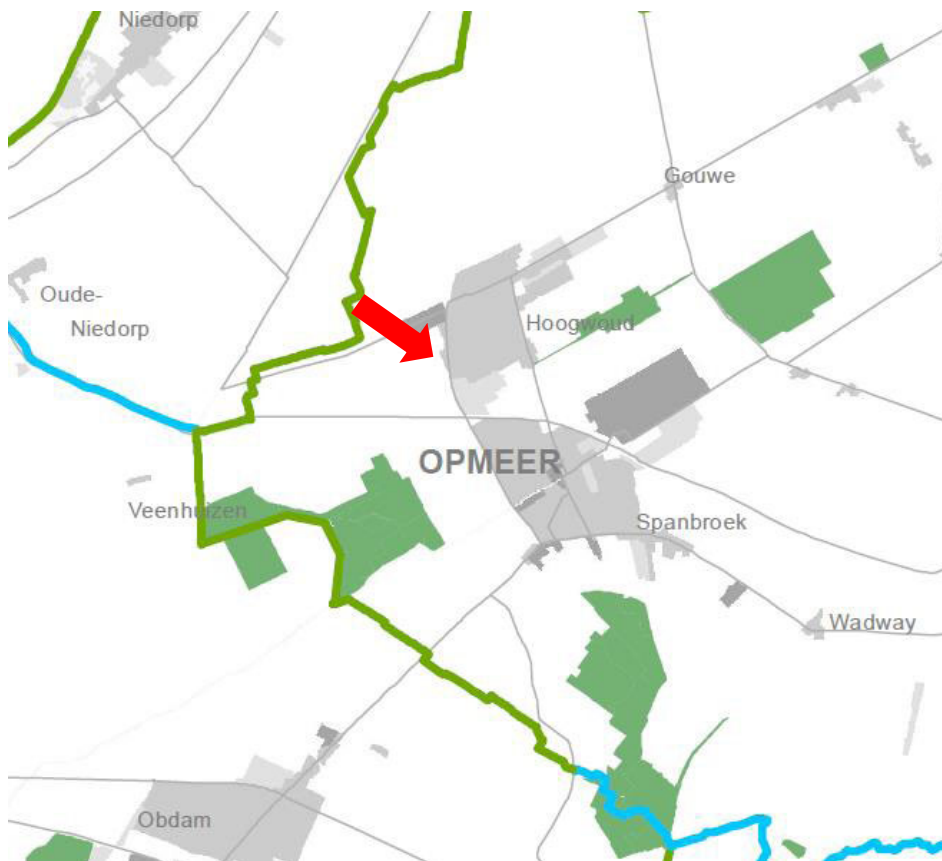 Niedorp
Gouwe
Oude-
Niedorp
Hoogwoud
OPMEER
Veenhuizen
Spanbroek
Wadway
Obdam